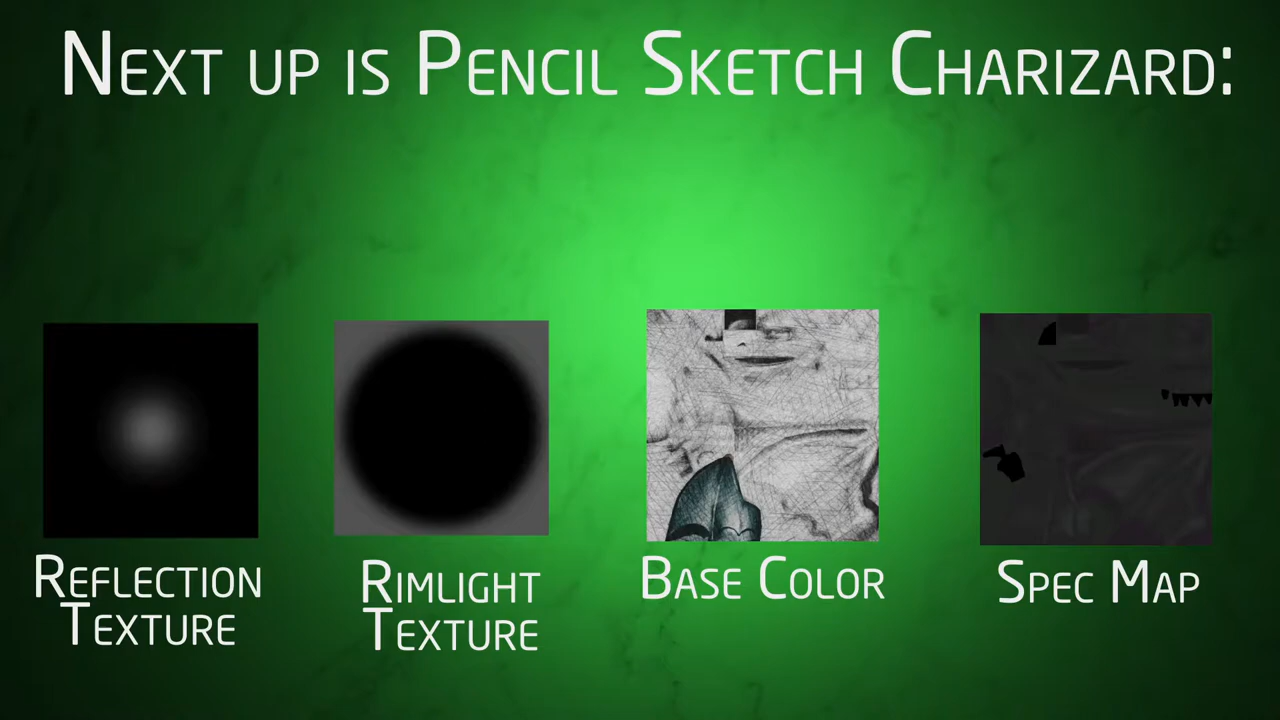 Next up is Pencil Sketch Charizard:
Reflection
Texture
Rimlight
Texture
Base Color
Spec Map